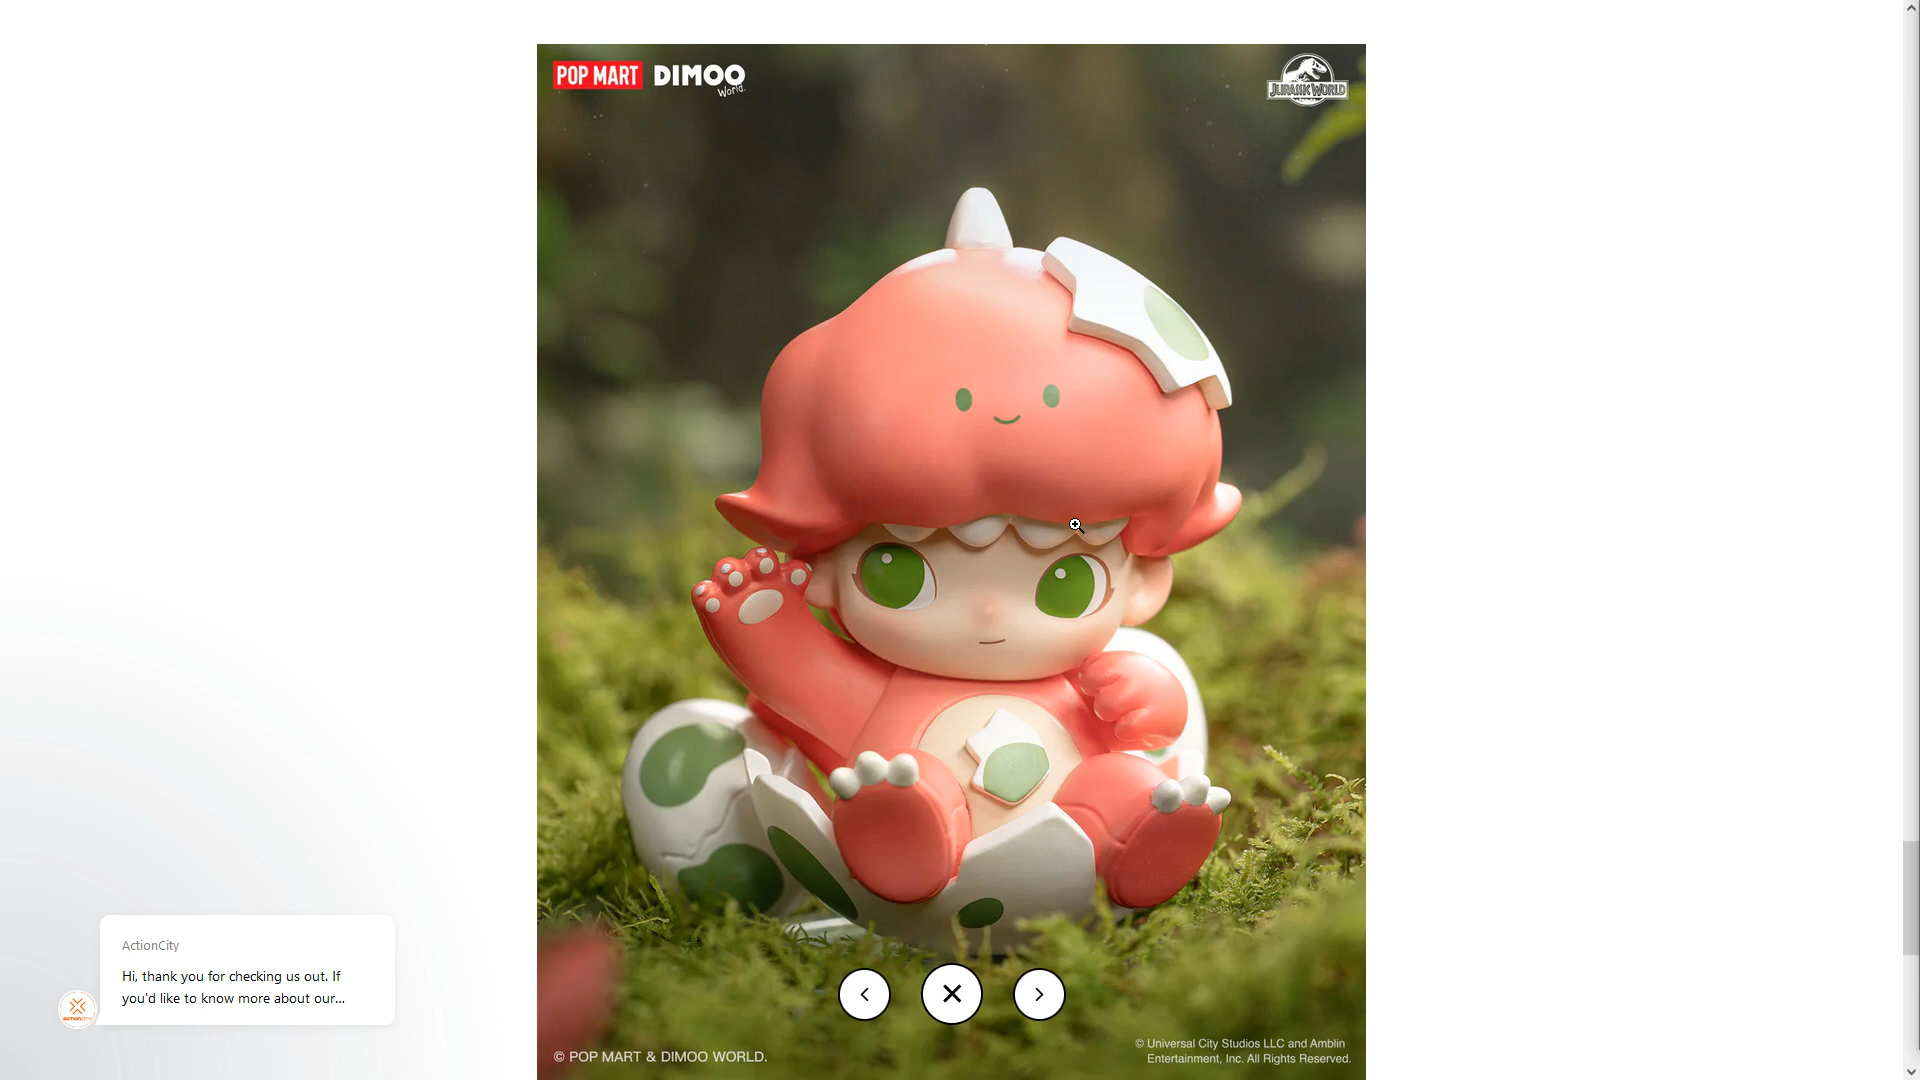 POP MART DIMOO
World.
JURASSIC WORLD
ActionCity
Hi, thank you for checking us out. If
you'd like to know more about our...
© POP MART & DIMOO WORLD.
© Universal City Studios LLC and Amblin
Entertainment, Inc. All Rights Reserved.